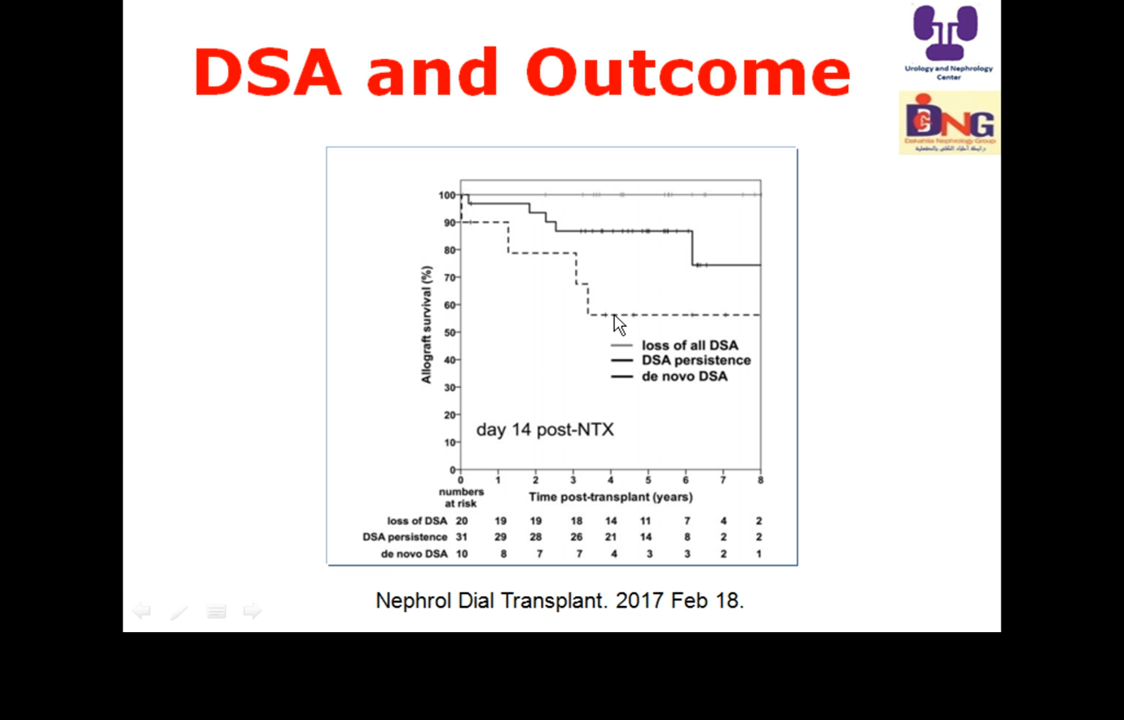 DSA and Outcome
Urology and Nephrology
Center
DNG
Dakahlia Nephrology Group
100
90
80
70
60
50
40
30
20
10
0
Allograft survival (%)
loss of all DSA
DSA persistence
de novo DSA
day 14 post-NTX
0 1 2 3 4 5 6 7 8
numbers
at risk
Time post-transplant (years)
loss of DSA 20 19 19 18 14 11 7 4 2
DSA persistence 31 29 28 26 21 14 8 2 2
de novo DSA 10 8 7 7 4 3 3 2 1
Nephrol Dial Transplant. 2017 Feb 18.